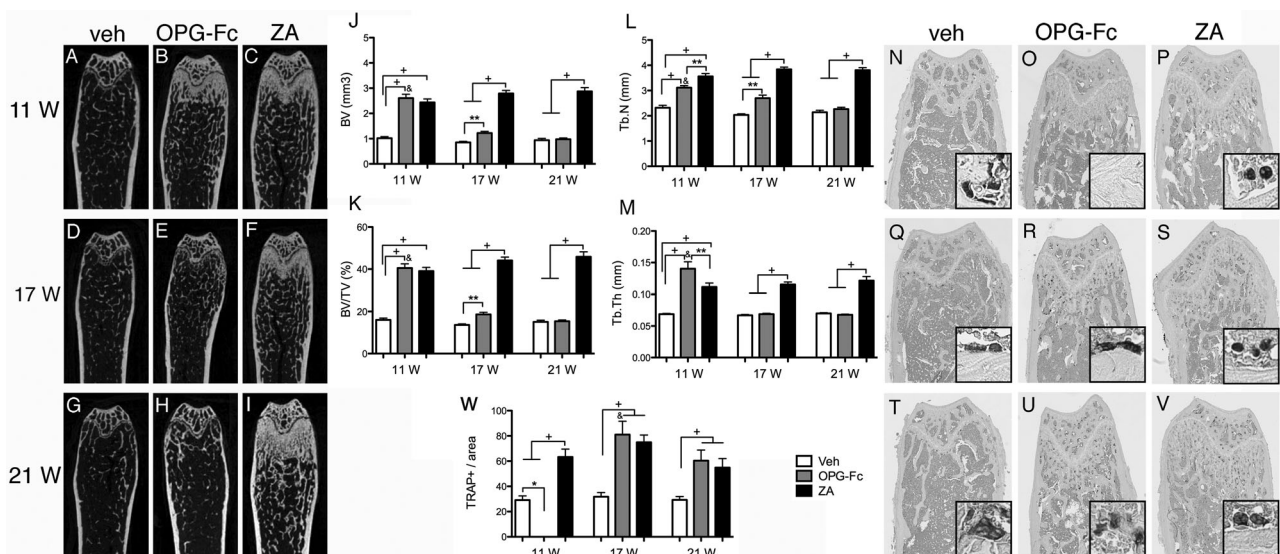 veh OPG-Fc ZA
11 W
A B C
17 W
D E F
21 W
G H I
J
BV (mm3)
5
4
3
2
1
0
+
+ &
+
**
+
11 W 17 W 21 W
K
BV/TV (%)
60
40
20
0
+
+ &
+
**
+
11 W 17 W 21 W
L
Tb.N (mm)
5
4
3
2
1
0
+
+ & **
+
**
+
11 W 17 W 21 W
M
Tb.Th (mm)
0.20
0.15
0.10
0.05
0.00
+
+ & **
+
+
11 W 17 W 21 W
W
TRAP+ / area
100
80
60
40
20
0
+
*
+
&
+
11 W 17 W 21 W
Veh
OPG-Fc
ZA
veh OPG-Fc ZA
N O P
Q R S
T U V